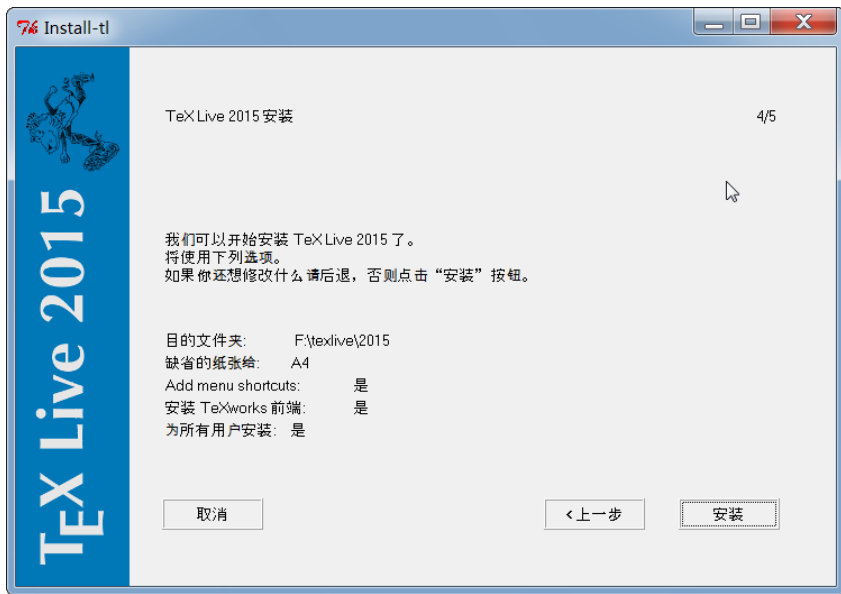 Install-tl
TeX Live 2015 安装
4/5
我们可以开始安装 TeX Live 2015 了。
将使用下列选项。
如果你还想修改什么请后退，否则点击“安装”按钮。
目的文件夹: F:\texlive\2015
缺省的纸张给: A4
Add menu shortcuts: 是
安装 TeXworks 前端: 是
为所有用户安装: 是
取消
<上一步
安装
TEX Live 2015